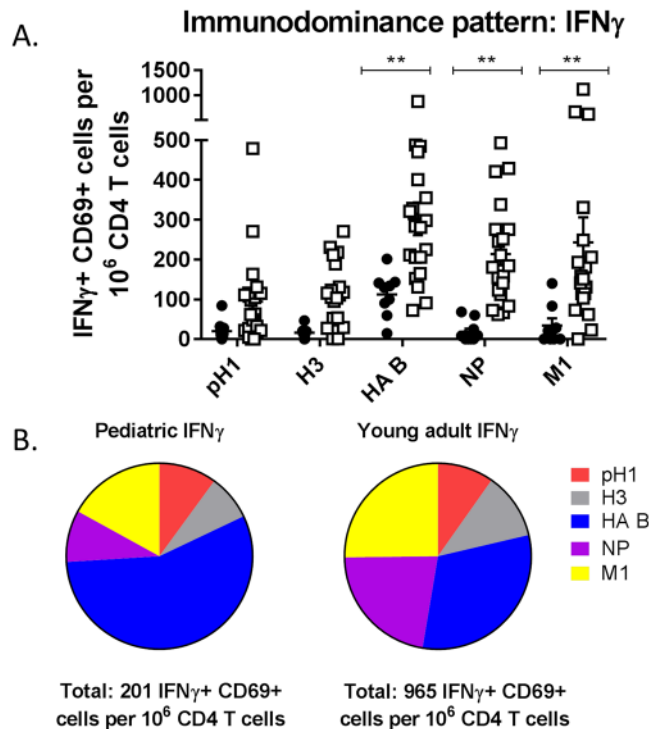 A.
Immunodominance pattern: IFNγ
IFNγ+ CD69+ cells per
10⁶ CD4 T cells
1500
1000
500
400
300
200
100
0
**
**
**
pH1
H3
HA B
NP
M1
B.
Pediatric IFNγ
Young adult IFNγ
pH1
H3
HA B
NP
M1
Total: 201 IFNγ+ CD69+
cells per 10⁶ CD4 T cells
Total: 965 IFNγ+ CD69+
cells per 10⁶ CD4 T cells